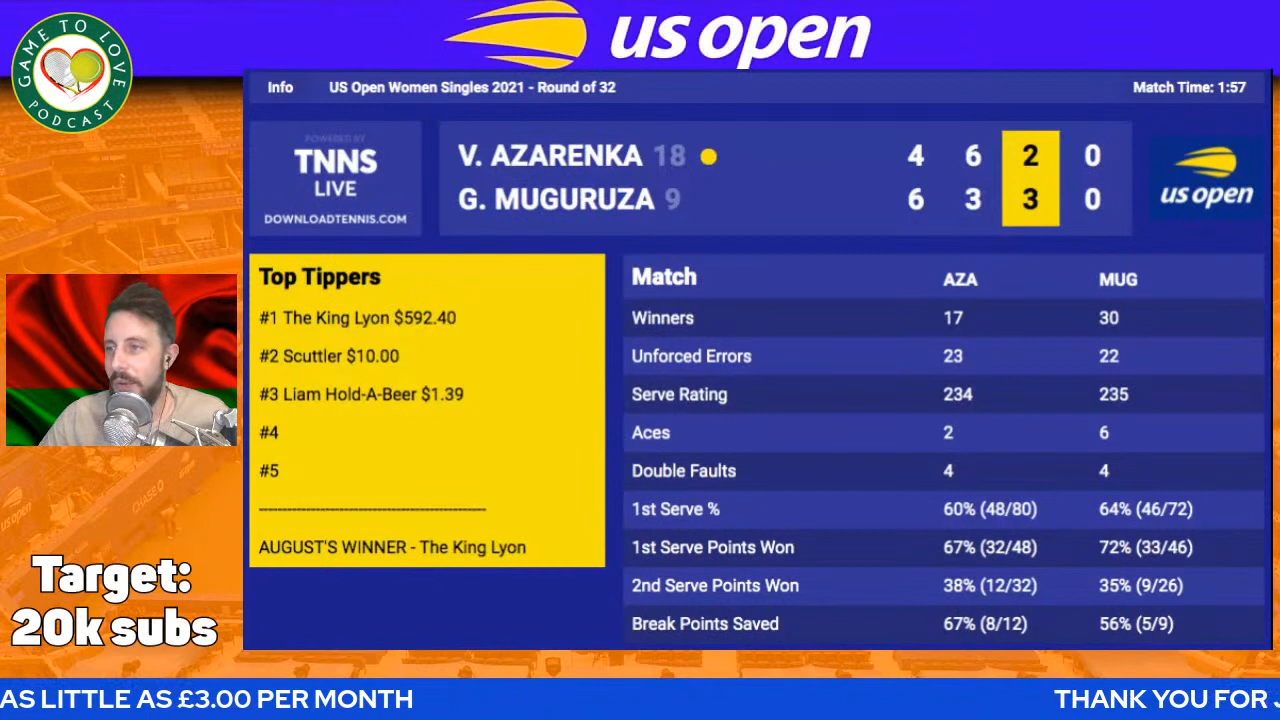 GAME TO LOVE
PODCAST
us open
Info US Open Women Singles 2021 - Round of 32 Match Time: 1:57
POWERED BY
TNNS
LIVE
DOWNLOADTENNIS.COM
V. AZARENKA 18 4 6 2 0
G. MUGURUZA 9 6 3 3 0
us open
Top Tippers
#1 The King Lyon $592.40
#2 Scuttler $10.00
#3 Liam Hold-A-Beer $1.39
#4
#5
--------------------------------------------------
AUGUST'S WINNER - The King Lyon
Match AZA MUG
Winners 17 30
Unforced Errors 23 22
Serve Rating 234 235
Aces 2 6
Double Faults 4 4
1st Serve % 60% (48/80) 64% (46/72)
1st Serve Points Won 67% (32/48) 72% (33/46)
2nd Serve Points Won 38% (12/32) 35% (9/26)
Break Points Saved 67% (8/12) 56% (5/9)
us open
CHASE
Target:
20k subs
AS LITTLE AS £3.00 PER MONTH THANK YOU FOR